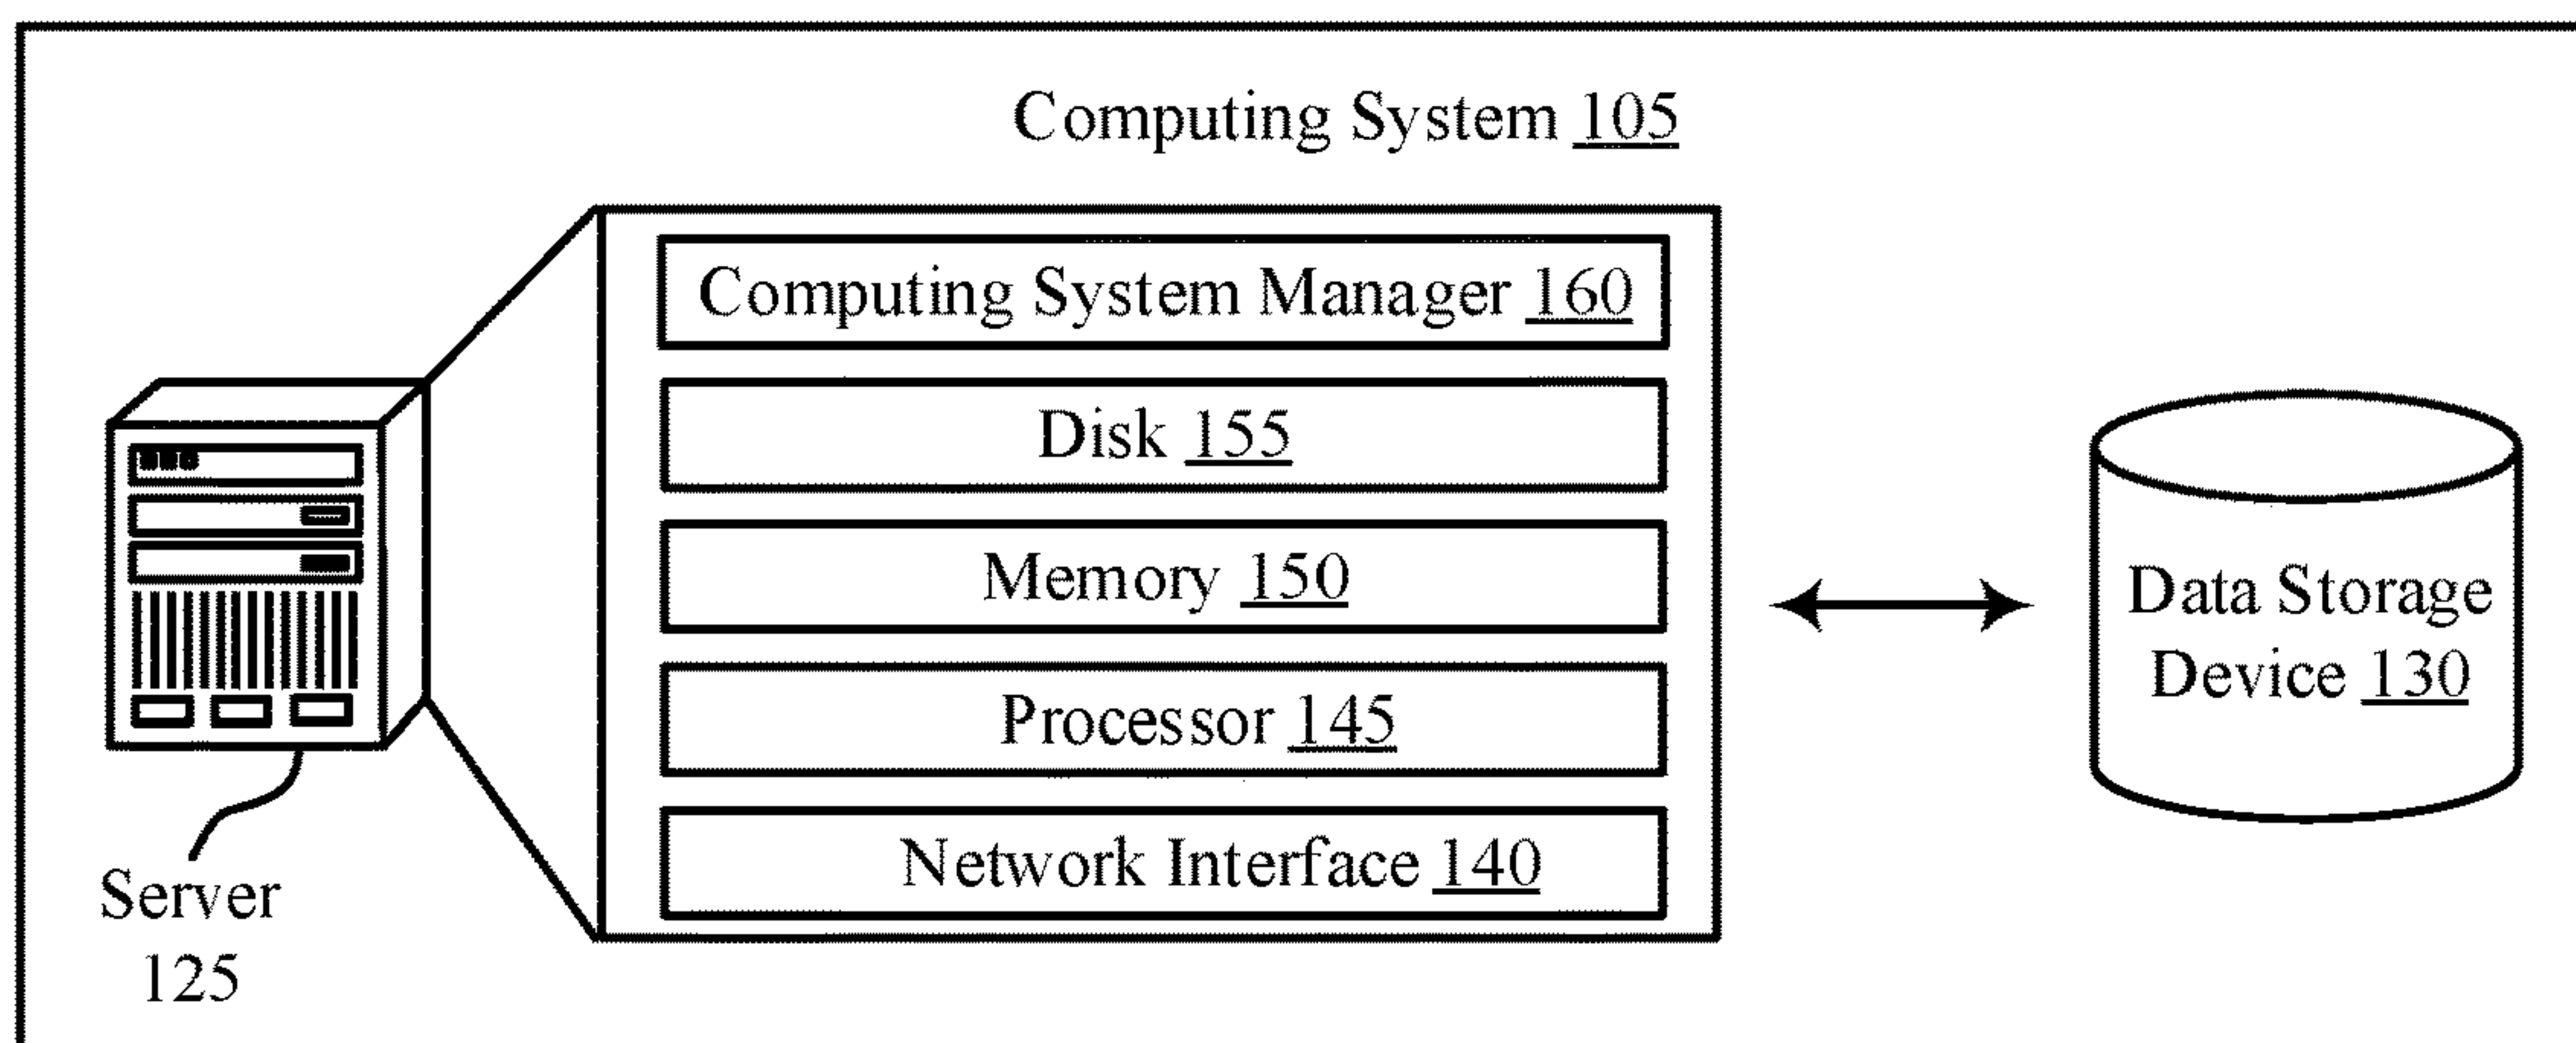 Computing System 105
Computing System Manager 160
Disk 155
Memory 150
Processor 145
Network Interface 140
Server
125
Data Storage
Device 130